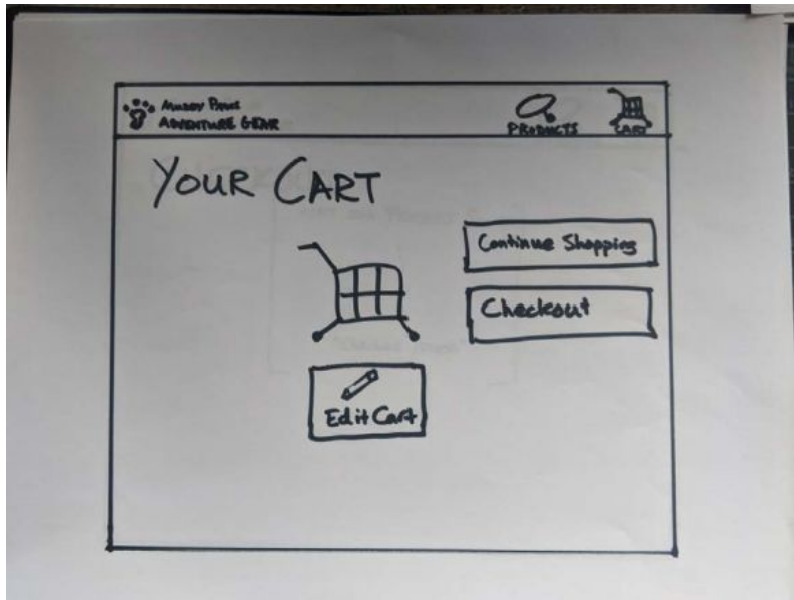 Muddy Paws
ADVENTURE GEAR
PRODUCTS
CART
YOUR CART
Continue Shopping
Checkout
Edit Cart